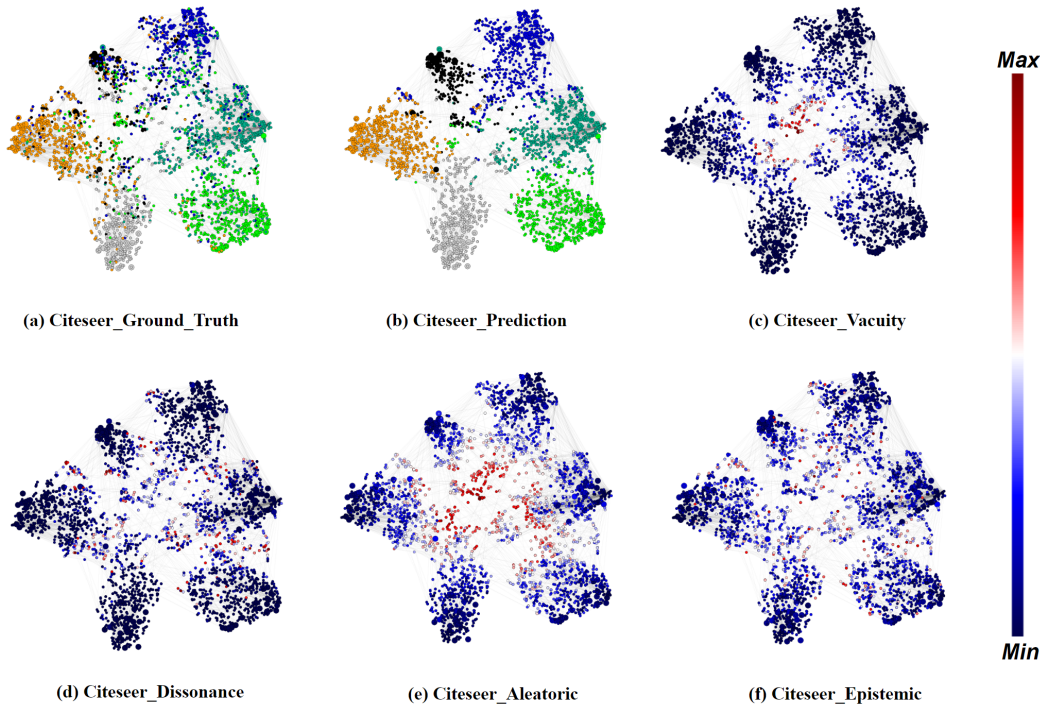 Max
(a) Citeseer_Ground_Truth
(b) Citeseer_Prediction
(c) Citeseer_Vacuity
Min
(d) Citeseer_Dissonance
(e) Citeseer_Aleatoric
(f) Citeseer_Epistemic